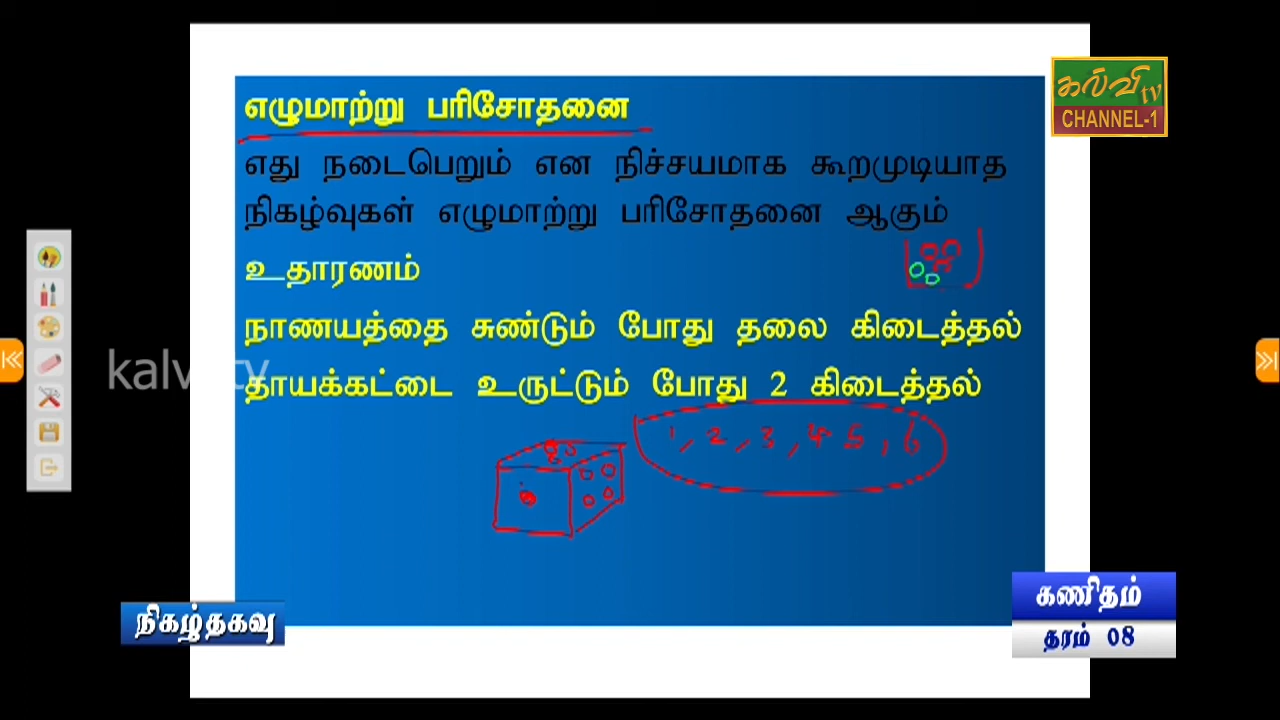 கல்வி tv
CHANNEL-1
எழுமாற்று பரிசோதனை
எது நடைபெறும் என நிச்சயமாக கூறமுடியாத
நிகழ்வுகள் எழுமாற்று பரிசோதனை ஆகும்
உதாரணம்
நாணயத்தை சுண்டும் போது தலை கிடைத்தல்
kalvi tv
தாயக்கட்டை உருட்டும் போது 2 கிடைத்தல்
1, 2, 3, 4 5, 6
நிகழ்தகவு
கணிதம்
தரம் 08